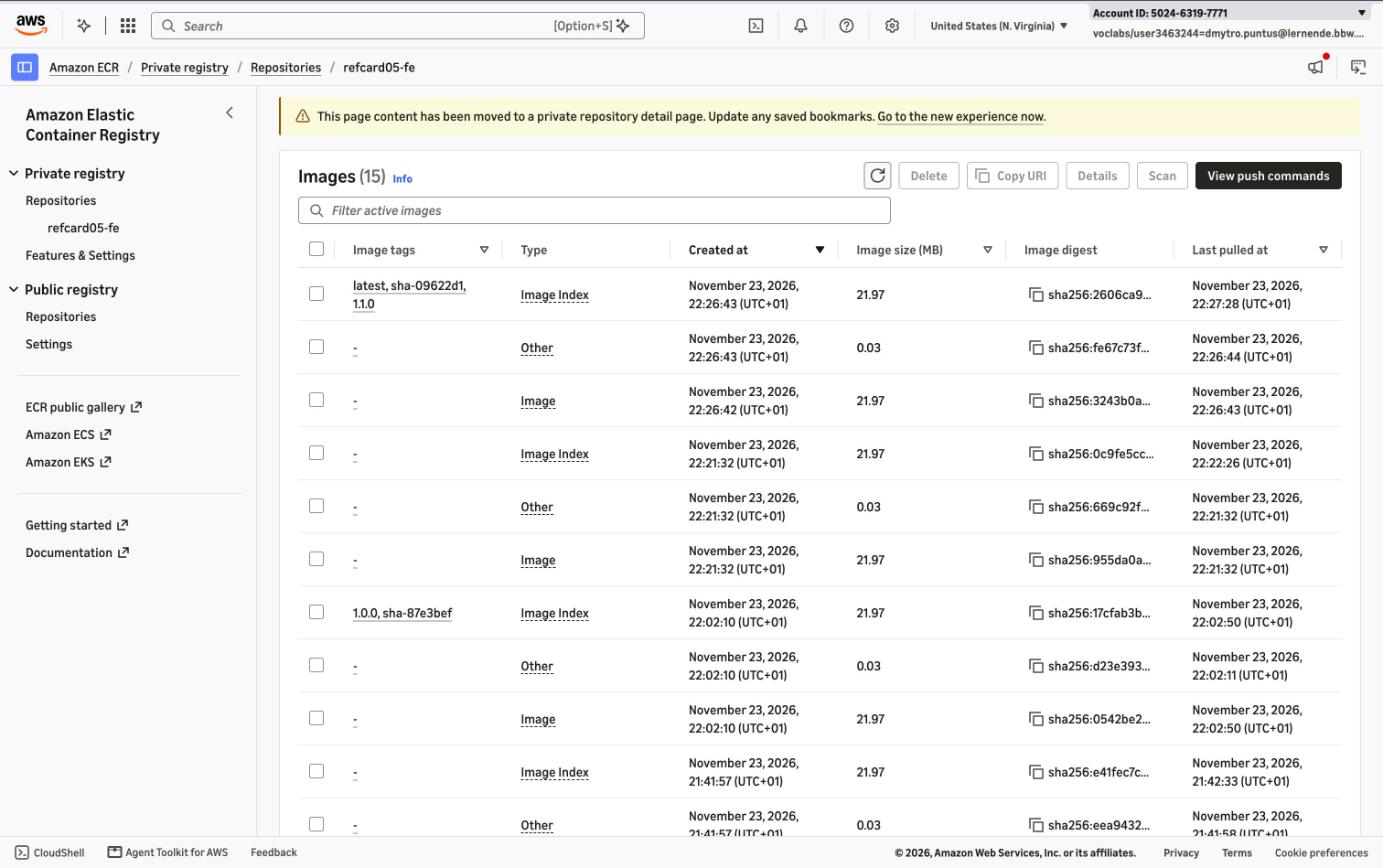 aws
Search
[Option+S]
United States (N. Virginia)
Account ID: 5024-6319-7771
voclabs/user3463244=dmytro.puntus@lernende.bbw....
Amazon ECR / Private registry / Repositories / refcard05-fe
Amazon Elastic
Container Registry
Private registry
Repositories
refcard05-fe
Features & Settings
Public registry
Repositories
Settings
ECR public gallery
Amazon ECS
Amazon EKS
Getting started
Documentation
This page content has been moved to a private repository detail page. Update any saved bookmarks. Go to the new experience now.
Images (15) Info
Delete
Copy URI
Details
Scan
View push commands
Filter active images
Image tags Type Created at Image size (MB) Image digest Last pulled at
latest, sha-09622d1,
1.1.0
Image Index
November 23, 2026,
22:26:43 (UTC+01)
21.97
sha256:2606ca9...
November 23, 2026,
22:27:28 (UTC+01)
-
Other
November 23, 2026,
22:26:43 (UTC+01)
0.03
sha256:fe67c73f...
November 23, 2026,
22:26:44 (UTC+01)
-
Image
November 23, 2026,
22:26:42 (UTC+01)
21.97
sha256:3243b0a...
November 23, 2026,
22:26:43 (UTC+01)
-
Image Index
November 23, 2026,
22:21:32 (UTC+01)
21.97
sha256:0c9fe5cc...
November 23, 2026,
22:22:26 (UTC+01)
-
Other
November 23, 2026,
22:21:32 (UTC+01)
0.03
sha256:669c92f...
November 23, 2026,
22:21:32 (UTC+01)
-
Image
November 23, 2026,
22:21:32 (UTC+01)
21.97
sha256:955da0a...
November 23, 2026,
22:21:32 (UTC+01)
1.0.0, sha-87e3bef
Image Index
November 23, 2026,
22:02:10 (UTC+01)
21.97
sha256:17cfab3b...
November 23, 2026,
22:02:50 (UTC+01)
-
Other
November 23, 2026,
22:02:10 (UTC+01)
0.03
sha256:d23e393...
November 23, 2026,
22:02:11 (UTC+01)
-
Image
November 23, 2026,
22:02:10 (UTC+01)
21.97
sha256:0542be2...
November 23, 2026,
22:02:50 (UTC+01)
-
Image Index
November 23, 2026,
21:41:57 (UTC+01)
21.97
sha256:e41fec7c...
November 23, 2026,
21:42:33 (UTC+01)
-
Other
November 23, 2026,
21:41:57 (UTC+01)
0.03
sha256:eea9432...
November 23, 2026,
21:41:58 (UTC+01)
CloudShell
Agent Toolkit for AWS
Feedback
© 2026, Amazon Web Services, Inc. or its affiliates.
Privacy
Terms
Cookie preferences